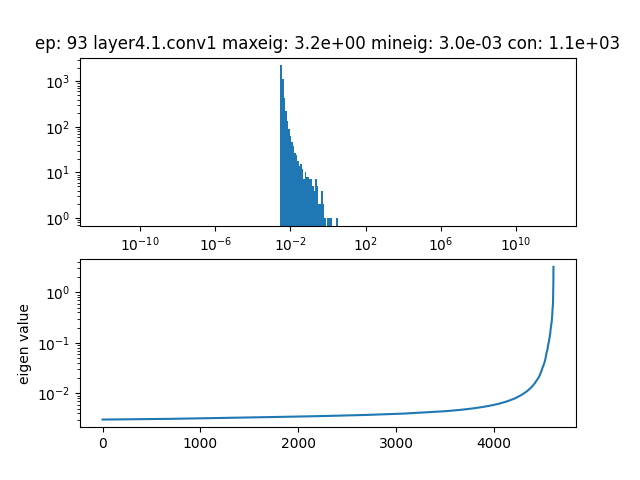 ep: 93 layer4.1.conv1 maxeig: 3.2e+00 mineig: 3.0e-03 con: 1.1e+03
10³
10²
10¹
10⁰
10⁻¹⁰ 10⁻⁶ 10⁻² 10² 10⁶ 10¹⁰
eigen value
10⁰
10⁻¹
10⁻²
0 1000 2000 3000 4000